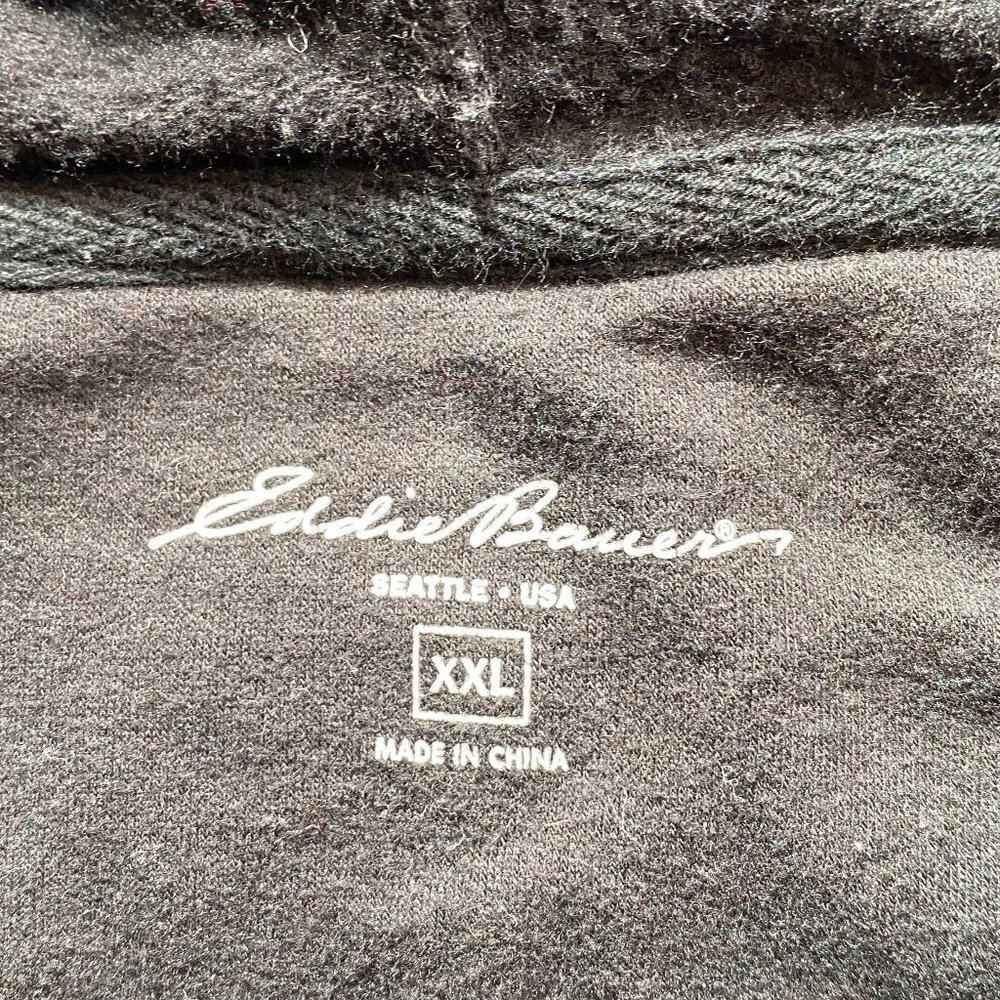 Eddie Bauer®
SEATTLE • USA
XXL
MADE IN CHINA